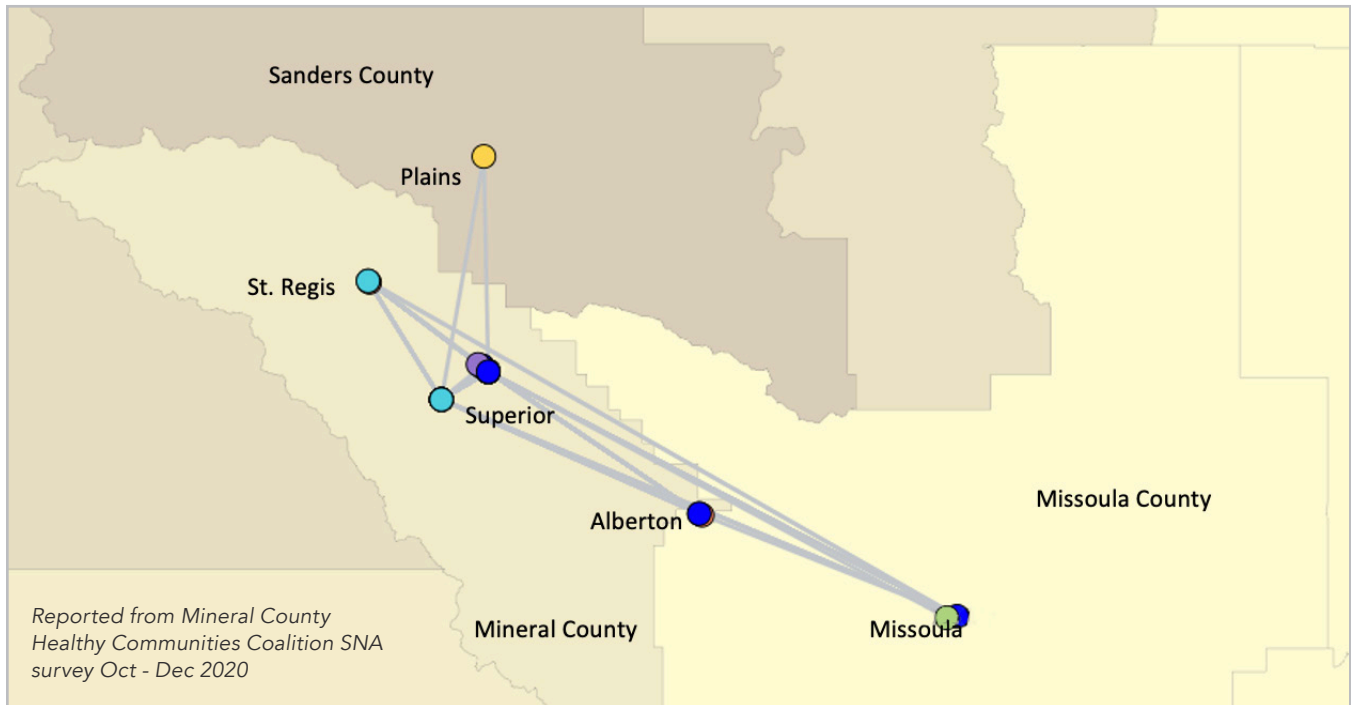 Sanders County
Plains
St. Regis
Superior
Missoula County
Alberton
Reported from Mineral County
Healthy Communities Coalition SNA
survey Oct - Dec 2020
Mineral County
Missoula